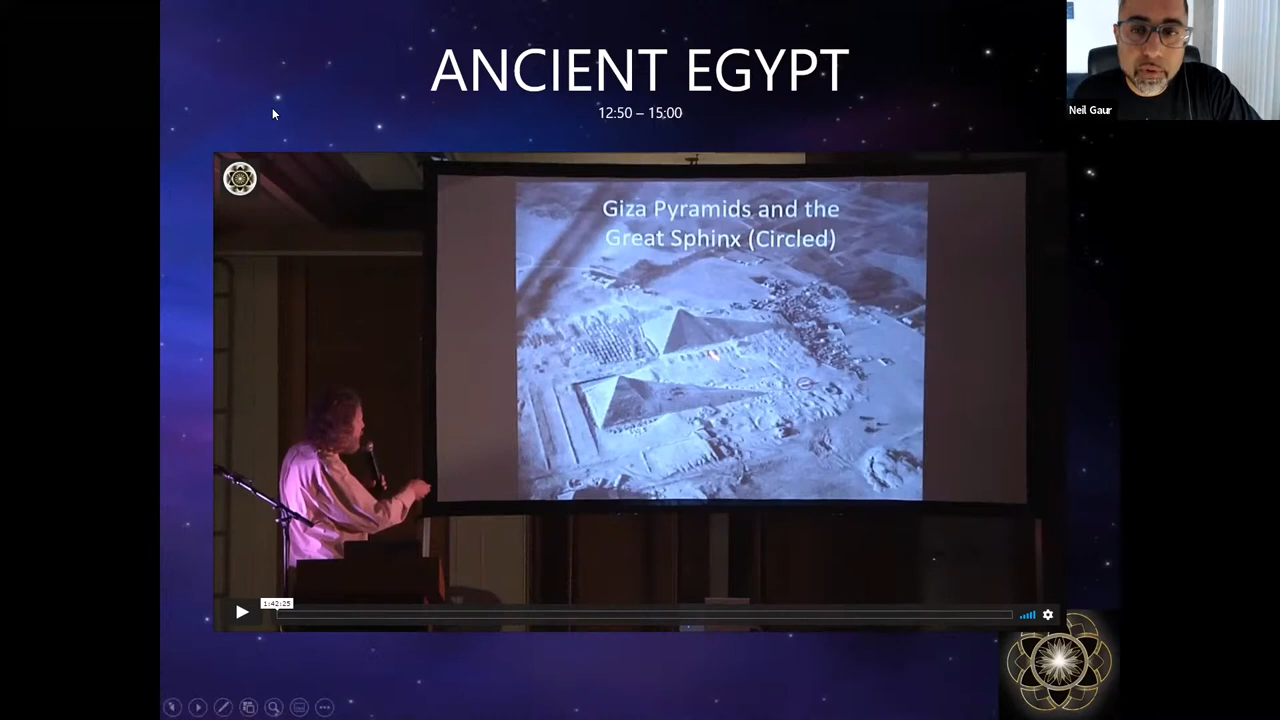 ANCIENT EGYPT
12:50 – 15:00
Neil Gaur
Giza Pyramids and the
Great Sphinx (Circled)
1:42:25